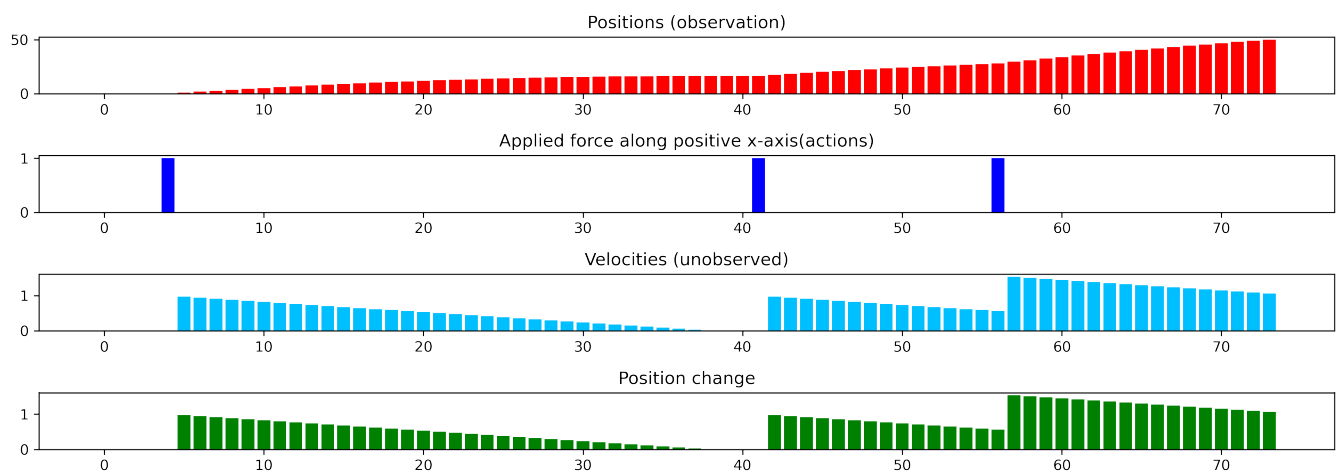 Positions (observation)
50
0
0 10 20 30 40 50 60 70
Applied force along positive x-axis(actions)
1
0
0 10 20 30 40 50 60 70
Velocities (unobserved)
1
0
0 10 20 30 40 50 60 70
Position change
1
0
0 10 20 30 40 50 60 70